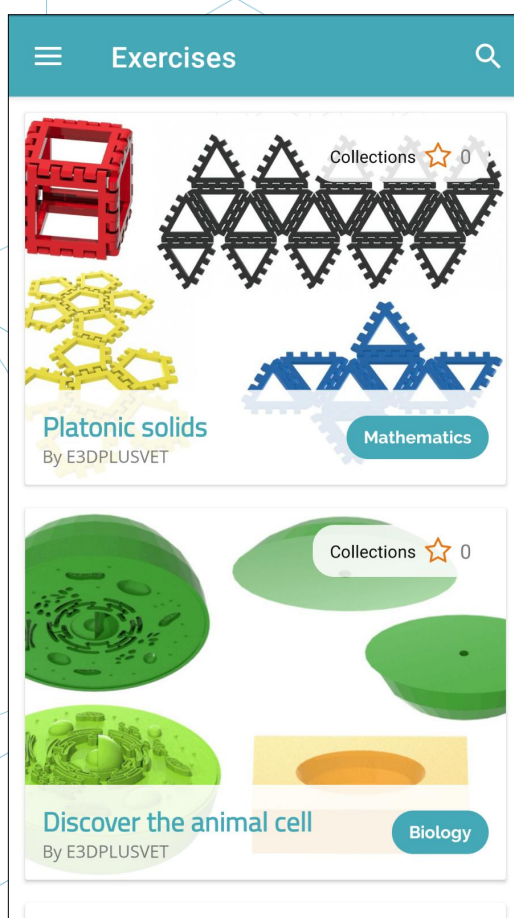 Exercises
Collections 0
Platonic solids
By E3DPLUSVET
Mathematics
Collections 0
Discover the animal cell
By E3DPLUSVET
Biology